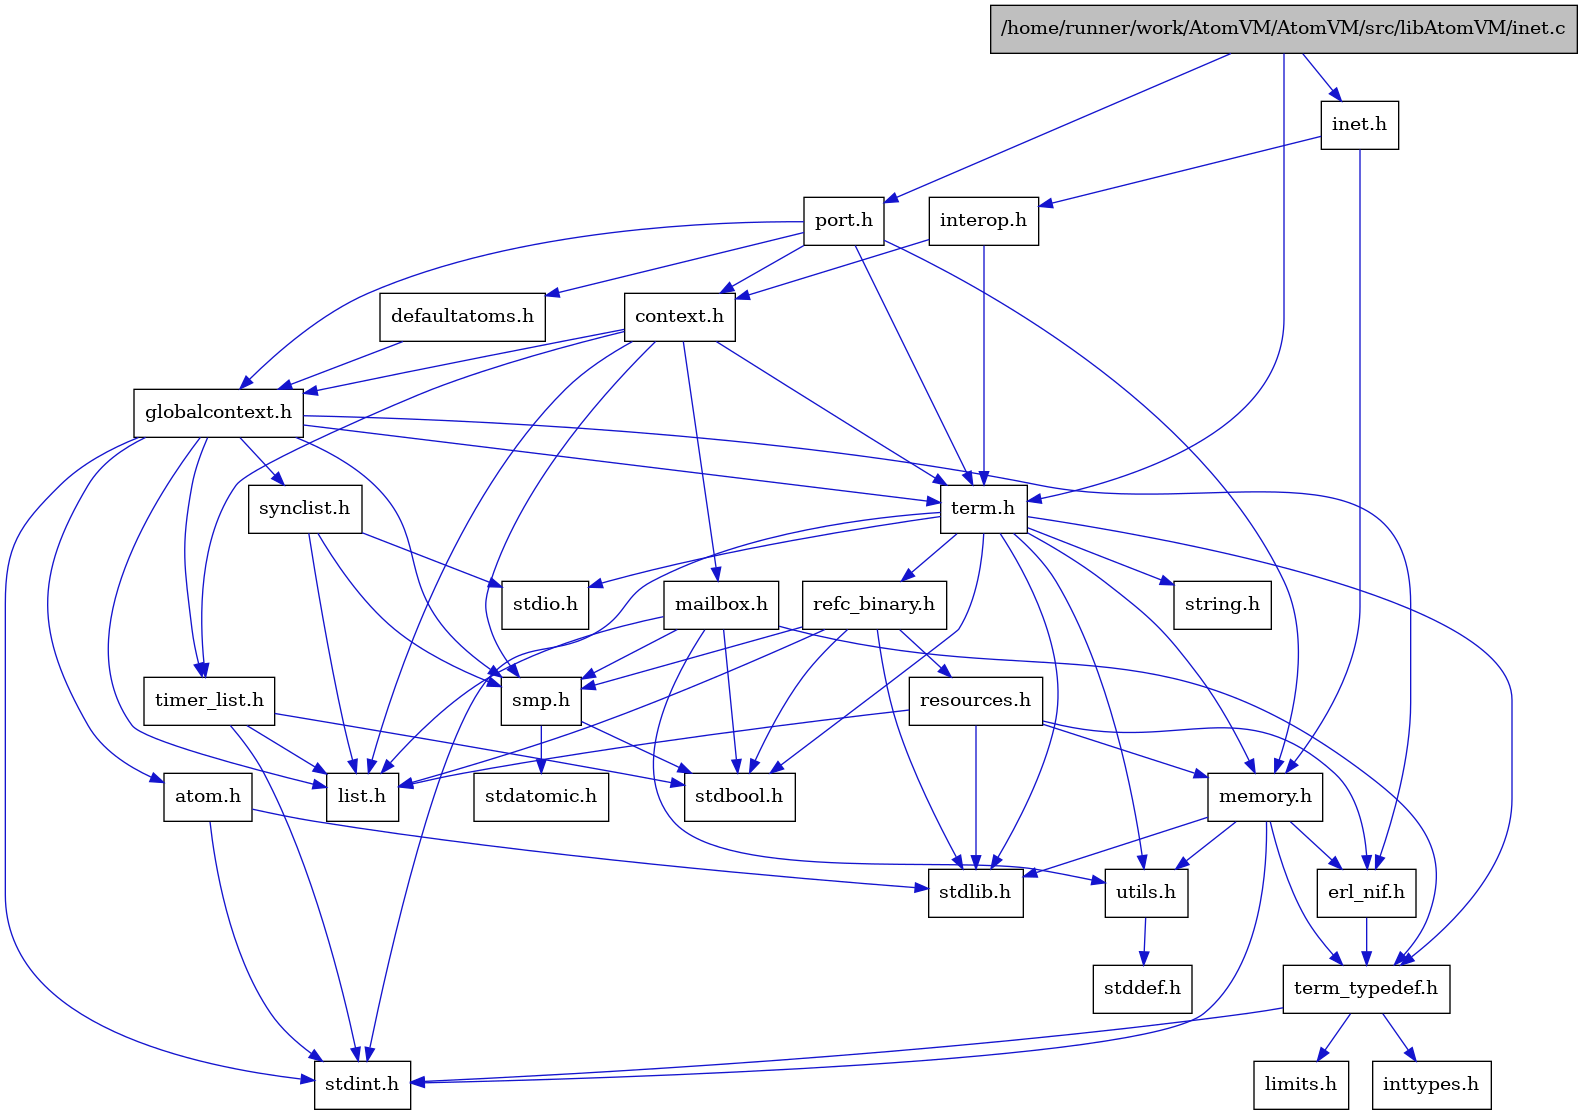 /home/runner/work/AtomVM/AtomVM/src/libAtomVM/inet.c
inet.h
port.h
interop.h
defaultatoms.h
context.h
globalcontext.h
synclist.h
term.h
stdio.h
mailbox.h
refc_binary.h
string.h
timer_list.h
smp.h
resources.h
atom.h
list.h
stdatomic.h
stdbool.h
memory.h
stdlib.h
utils.h
erl_nif.h
stddef.h
term_typedef.h
stdint.h
limits.h
inttypes.h